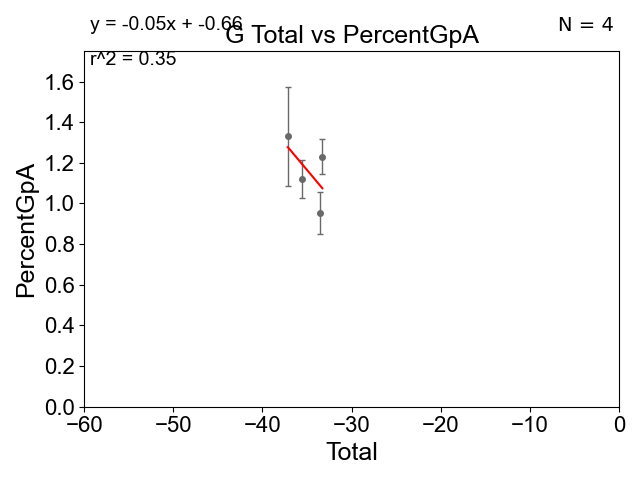 y = -0.05x + -0.66
G Total vs PercentGpA
N = 4
r^2 = 0.35
PercentGpA
1.6
1.4
1.2
1.0
0.8
0.6
0.4
0.2
0.0
−60
−50
−40
−30
−20
−10
0
Total